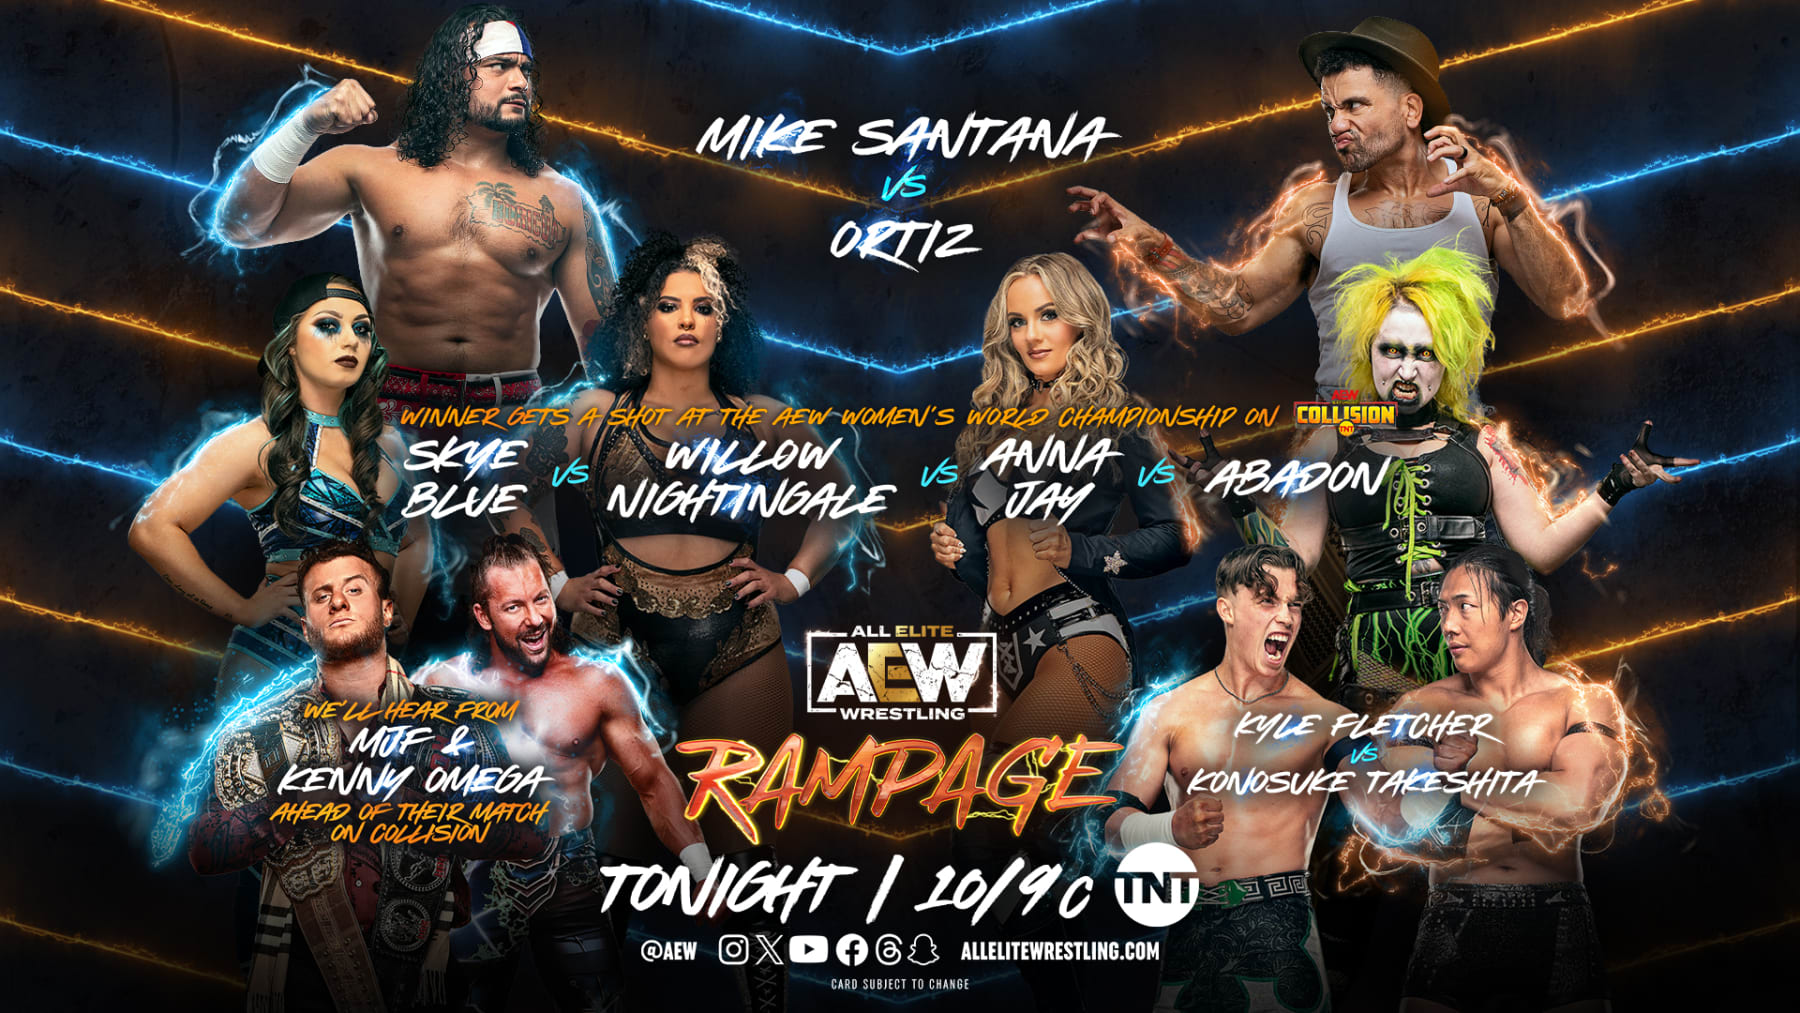 MIKE SANTANA
VS
ORTIZ
WINNER GETS A SHOT AT THE AEW WOMEN'S WORLD CHAMPIONSHIP ON
AEW
COLLISION
TNT
SKYE
BLUE
VS
WILLOW
NIGHTINGALE
VS
ANNA
JAY
VS
ABADON
WE'LL HEAR FROM
MJF &
KENNY OMEGA
AHEAD OF THEIR MATCH
ON COLLISION
ALL ELITE
AEW
WRESTLING
RAMPAGE
KYLE FLETCHER
VS
KONOSUKE TAKESHITA
TONIGHT | 10/9C TNT
@AEW ALLELITEWRESTLING.COM
CARD SUBJECT TO CHANGE